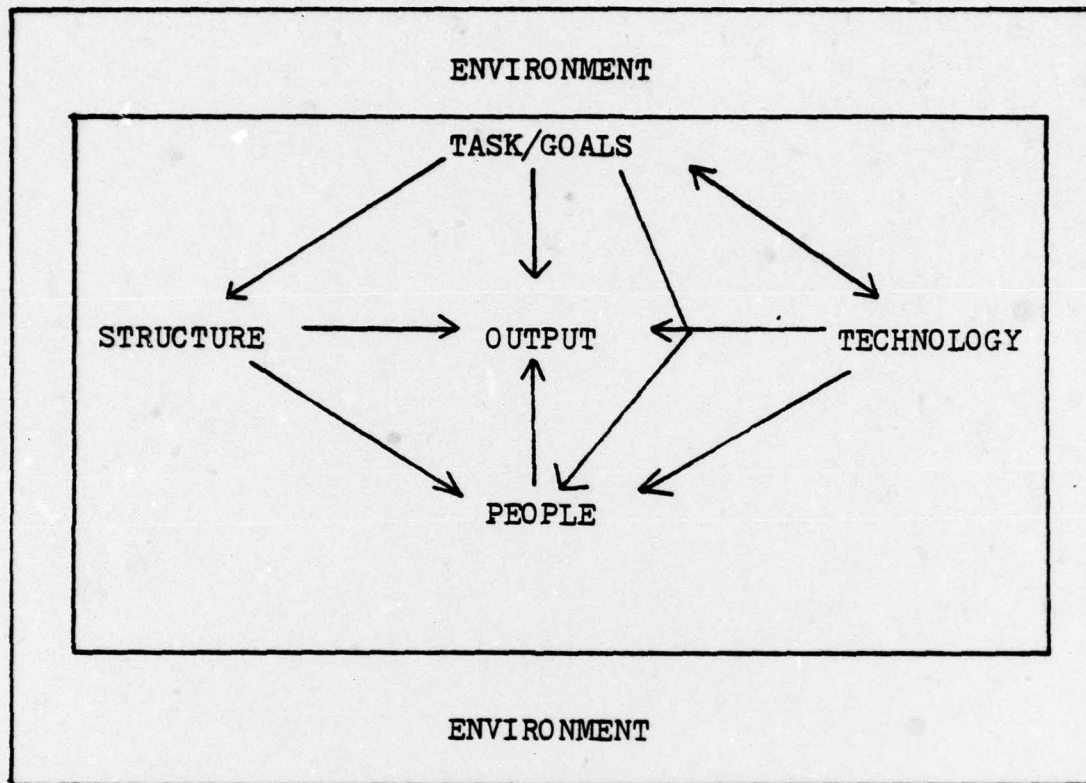 ENVIRONMENT
TASK/GOALS
STRUCTURE OUTPUT TECHNOLOGY
PEOPLE
ENVIRONMENT